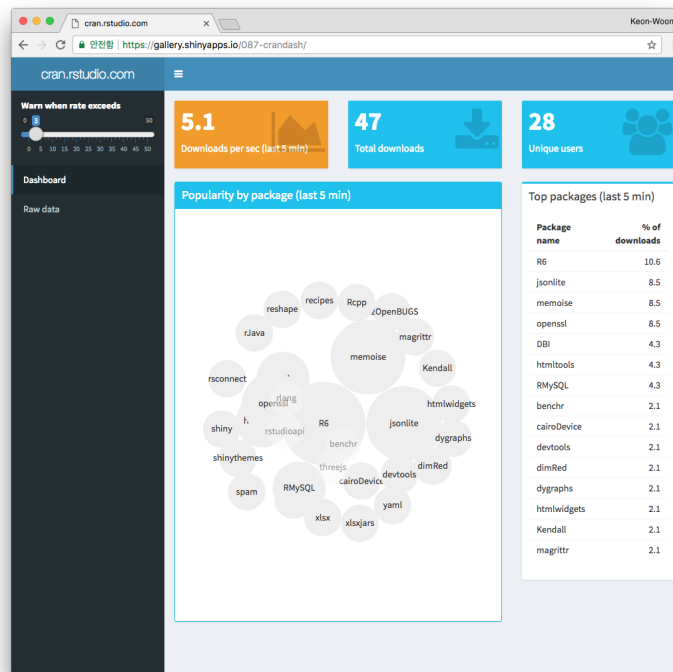 cran.rstudio.com
Keon-Woon
안전함 https://gallery.shinyapps.io/087-crandash/
cran.rstudio.com
Warn when rate exceeds
0 3 50
0 5 10 15 20 25 30 35 40 45 50
Dashboard
Raw data
5.1
Downloads per sec (last 5 min)
47
Total downloads
28
Unique users
Popularity by package (last 5 min)
recipes
Rcpp
reshape
zOpenBUGS
rJava
magrittr
memoise
Kendall
rsconnect
rlang
openssl
htmlwidgets
R6
jsonlite
h
shiny
rstudioapi
dygraphs
benchr
shinythemes
threejs
dimRed
devtools
cairoDevice
RMySQL
spam
yaml
xlsx
xlsxjars
Top packages (last 5 min)
Package name % of downloads
R6 10.6
jsonlite 8.5
memoise 8.5
openssl 8.5
DBI 4.3
htmltools 4.3
RMySQL 4.3
benchr 2.1
cairoDevice 2.1
devtools 2.1
dimRed 2.1
dygraphs 2.1
htmlwidgets 2.1
Kendall 2.1
magrittr 2.1